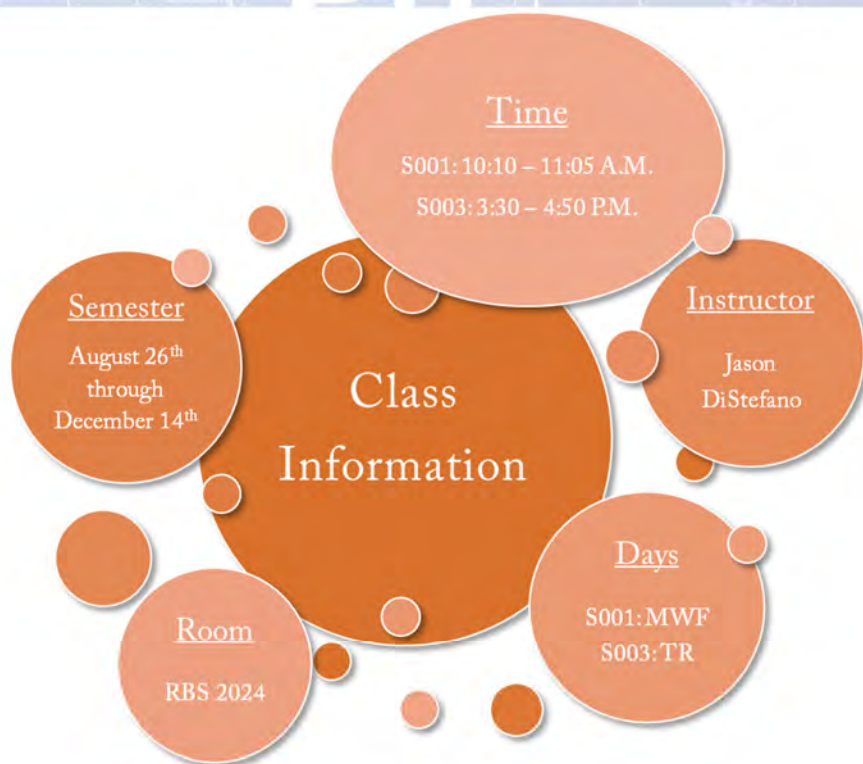 Time
S001: 10:10 – 11:05 A.M.
S003: 3:30 – 4:50 P.M.
Semester
August 26th
through
December 14th
Class
Information
Instructor
Jason
DiStefano
Room
RBS 2024
Days
S001: MWF
S003: TR